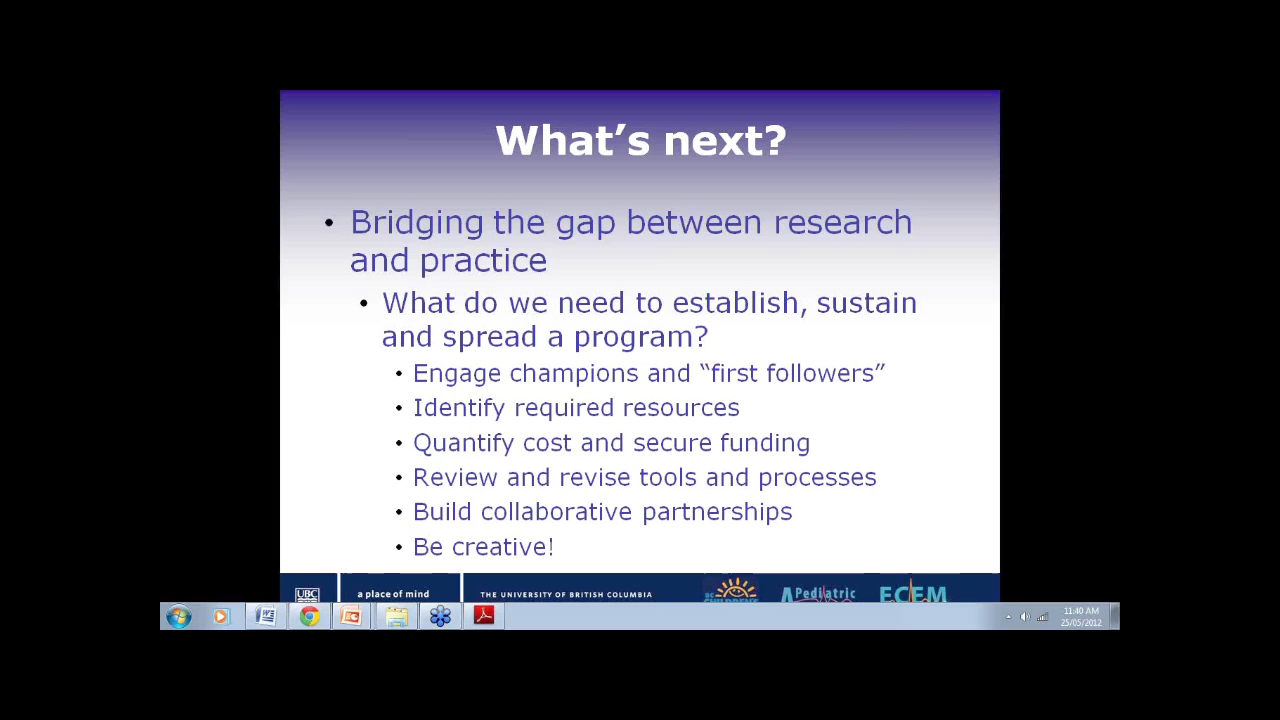 What's next?
• Bridging the gap between research
and practice
• What do we need to establish, sustain
and spread a program?
• Engage champions and “first followers”
• Identify required resources
• Quantify cost and secure funding
• Review and revise tools and processes
• Build collaborative partnerships
• Be creative!
UBC a place of mind THE UNIVERSITY OF BRITISH COLUMBIA Pediatric ECEM
11:40 AM
25/05/2012